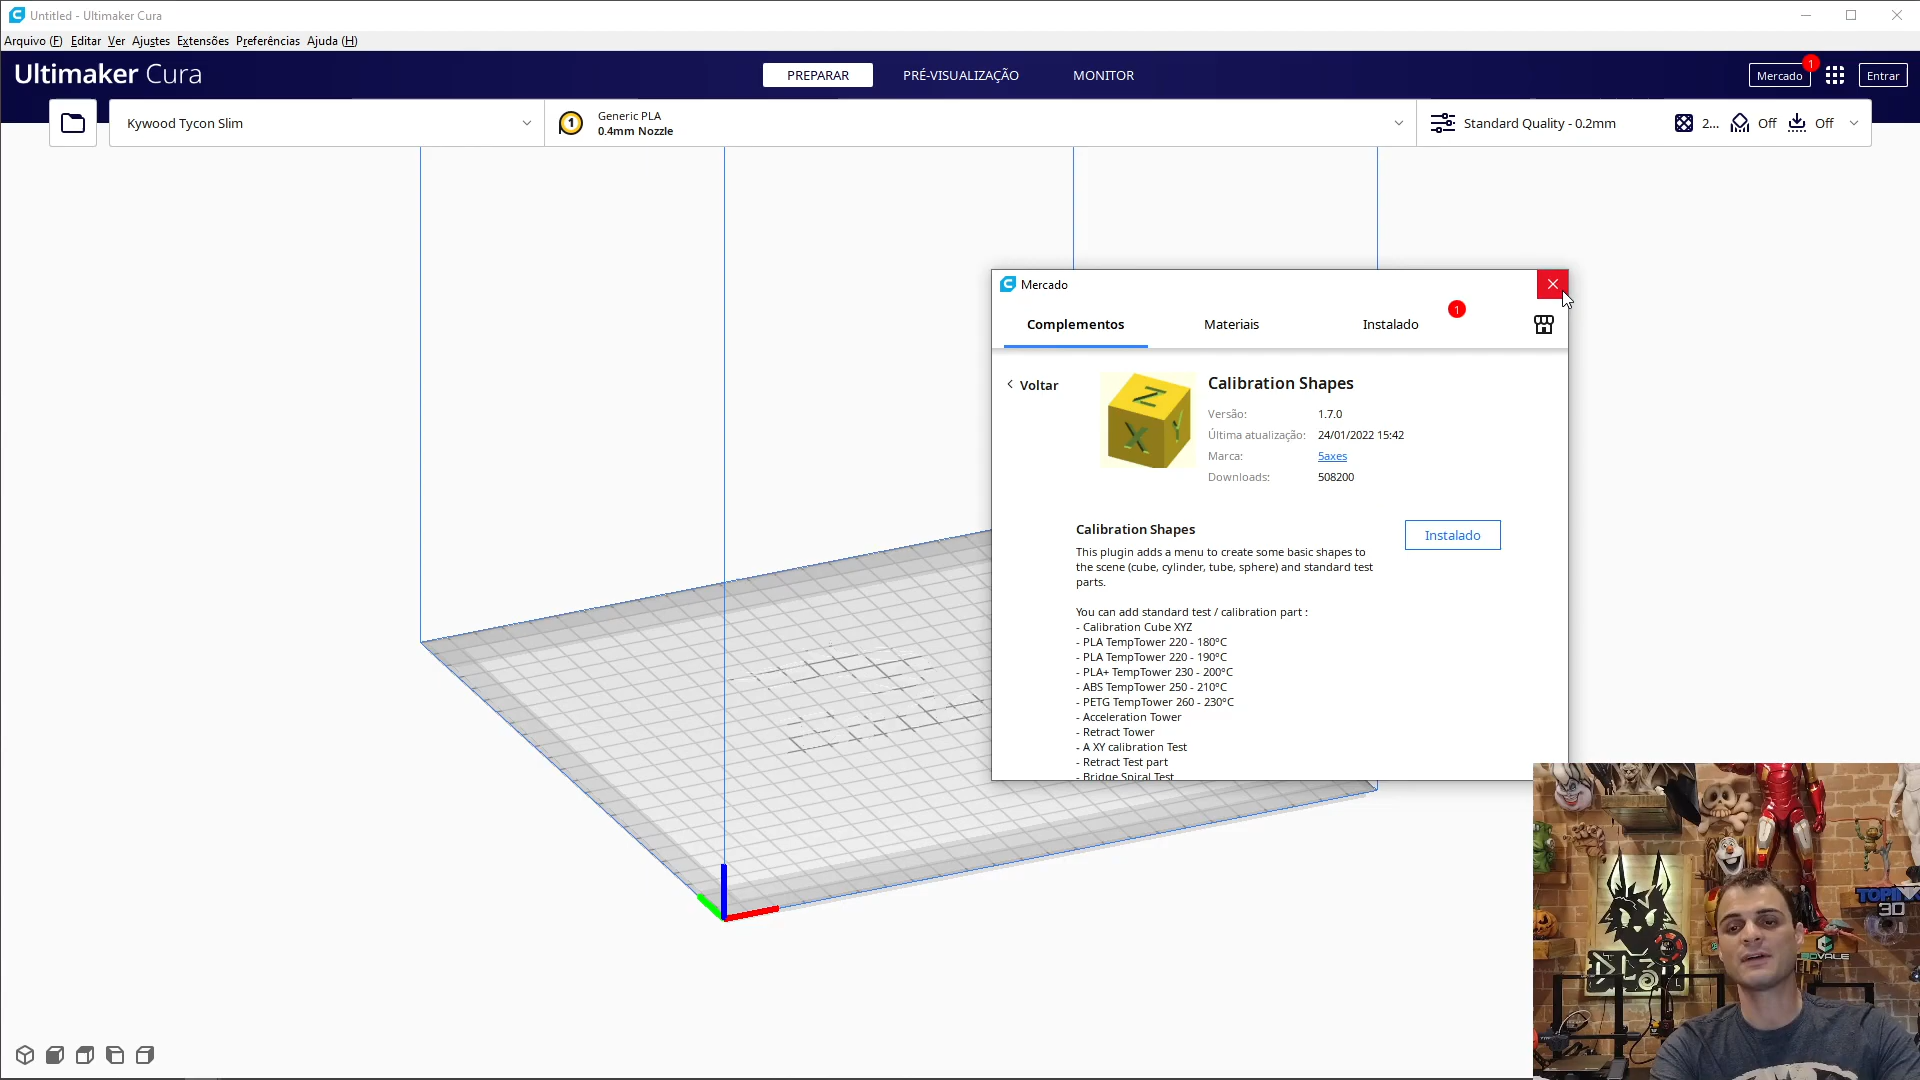 Untitled - Ultimaker Cura
Arquivo (F) Editar Ver Ajustes Extensões Preferências Ajuda (H)
Ultimaker Cura
PREPARAR
PRÉ-VISUALIZAÇÃO
MONITOR
Mercado
1
Entrar
Kywood Tycon Slim
1
Generic PLA
0.4mm Nozzle
Standard Quality - 0.2mm
2...
Off
Off
Mercado
Complementos
Materiais
Instalado
1
Voltar
Z
X
Y
Calibration Shapes
Versão: 1.7.0
Última atualização: 24/01/2022 15:42
Marca: 5axes
Downloads: 508200
Calibration Shapes
Instalado
This plugin adds a menu to create some basic shapes to
the scene (cube, cylinder, tube, sphere) and standard test
parts.
You can add standard test / calibration part :
- Calibration Cube XYZ
- PLA TempTower 220 - 180°C
- PLA TempTower 220 - 190°C
- PLA+ TempTower 230 - 200°C
- ABS TempTower 250 - 210°C
- PETG TempTower 260 - 230°C
- Acceleration Tower
- Retract Tower
- A XY calibration Test
- Retract Test part
- Bridge Spiral Test
3D